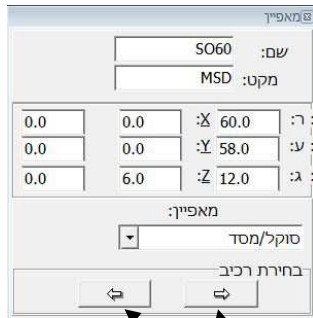 מאפיין
שם: SO60
מקט: MSD
ר: 60.0 X: 0.0 0.0
ע: 58.0 Y: 0.0 0.0
ג: 12.0 Z: 6.0 0.0
מאפיין:
סוקל/מסד
בחירת רכיב